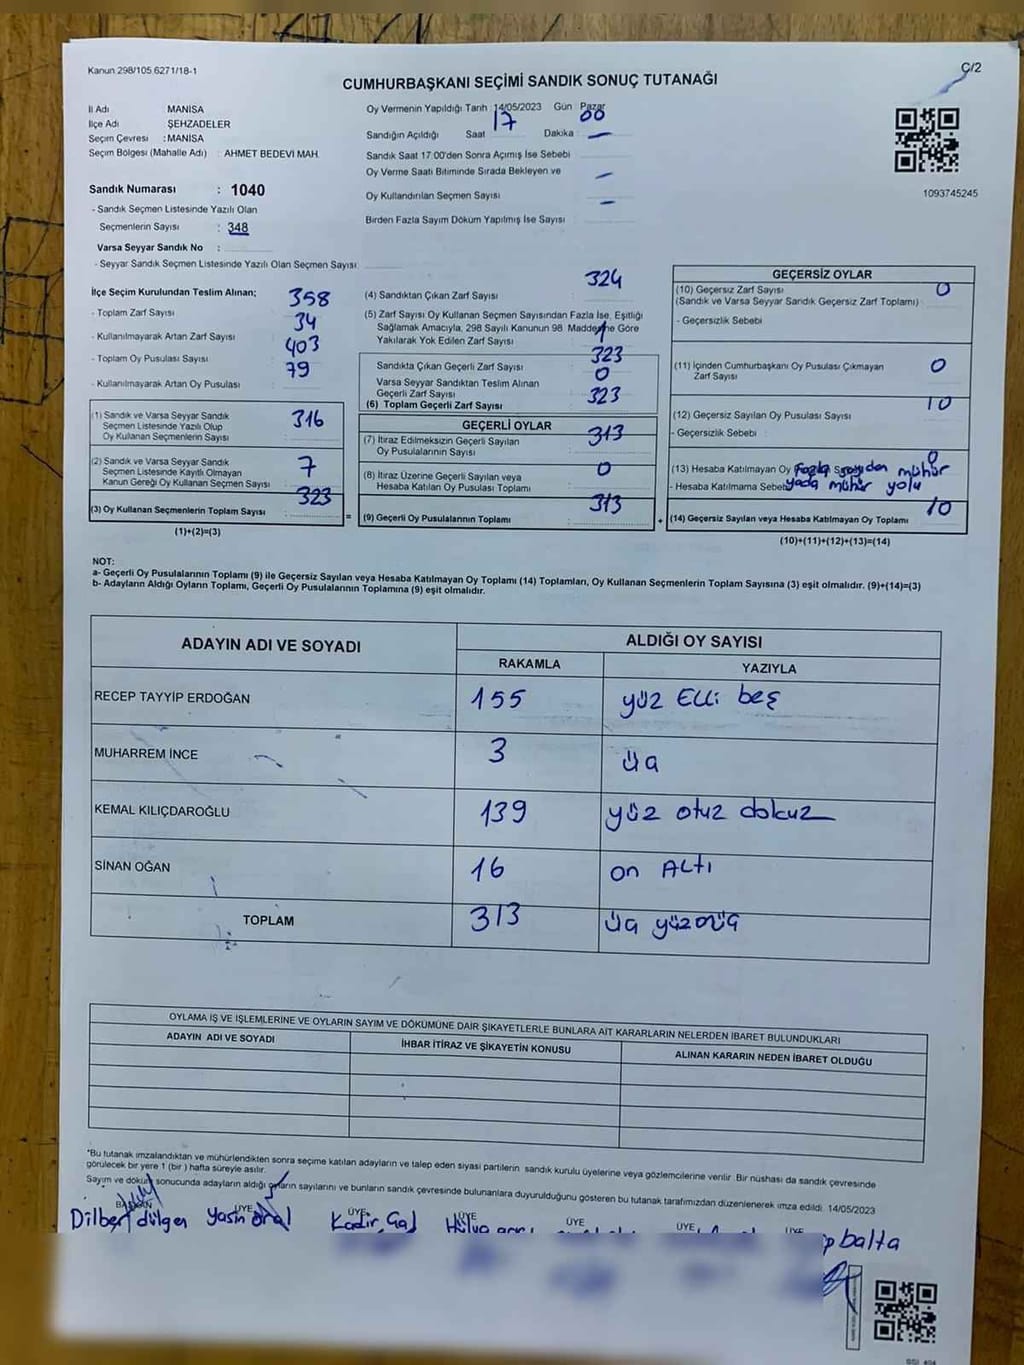 Kanun 298/105 6271/18-1
Ç/2
CUMHURBAŞKANI SEÇİMİ SANDIK SONUÇ TUTANAĞI
İl Adı MANİSA
İlçe Adı ŞEHZADELER
Seçim Çevresi : MANİSA
Seçim Bölgesi (Mahalle Adı) : AHMET BEDEVİ MAH.
Sandık Numarası : 1040
- Sandık Seçmen Listesinde Yazılı Olan
Seçmenlerin Sayısı : 348
Varsa Seyyar Sandık No :
- Seyyar Sandık Seçmen Listesinde Yazılı Olan Seçmen Sayısı
Oy Vermenin Yapıldığı Tarih 14/05/2023 Gün Pazar
Sandığın Açıldığı Saat 17 Dakika 00
Sandık Saat 17:00'den Sonra Açımış İse Sebebi —
Oy Verme Saati Bitiminde Sırada Bekleyen ve
Oy Kullandırılan Seçmen Sayısı —
Birden Fazla Sayım Döküm Yapılmış İse Sayısı —
1093745245
İlçe Seçim Kurulundan Teslim Alınan;
- Toplam Zarf Sayısı 358
- Kullanılmayarak Artan Zarf Sayısı 34
- Toplam Oy Pusulası Sayısı 403
- Kullanılmayarak Artan Oy Pusulası 79
(1) Sandık ve Varsa Seyyar Sandık
Seçmen Listesinde Yazılı Olup
Oy Kullanan Seçmenlerin Sayısı 316
(2) Sandık ve Varsa Seyyar Sandık
Seçmen Listesinde Kayıtlı Olmayan
Kanun Gereği Oy Kullanan Seçmen Sayısı 7
(3) Oy Kullanan Seçmenlerin Toplam Sayısı 323
(1)+(2)=(3)
(4) Sandıktan Çıkan Zarf Sayısı 324
(5) Zarf Sayısı Oy Kullanan Seçmen Sayısından Fazla İse, Eşitliği
Sağlamak Amacıyla, 298 Sayılı Kanunun 98. Maddesine Göre
Yakılarak Yok Edilen Zarf Sayısı 1
Sandıkta Çıkan Geçerli Zarf Sayısı 323
Varsa Seyyar Sandıktan Teslim Alınan
Geçerli Zarf Sayısı 0
(6) Toplam Geçerli Zarf Sayısı 323
GEÇERLİ OYLAR
(7) İtiraz Edilmeksizin Geçerli Sayılan
Oy Pusulasının Sayısı 313
(8) İtiraz Üzerine Geçerli Sayılan veya
Hesaba Katılan Oy Pusulası Toplamı 0
= (9) Geçerli Oy Pusulalarının Toplamı 313
GEÇERSİZ OYLAR
(10) Geçersiz Zarf Sayısı 0
(Sandık ve Varsa Seyyar Sandık Geçersiz Zarf Toplamı)
- Geçersizlik Sebebi
(11) İçinden Cumhurbaşkanı Oy Pusulası Çıkmayan
Zarf Sayısı 0
(12) Geçersiz Sayılan Oy Pusulası Sayısı 10
- Geçersizlik Sebebi :
(13) Hesaba Katılmayan Oy 0
Fazla mühür
- Hesaba Katılmama Sebebi yada mühür yolu
+ (14) Geçersiz Sayılan veya Hesaba Katılmayan Oy Toplamı 10
(10)+(11)+(12)+(13)=(14)
NOT:
a- Geçerli Oy Pusulalarının Toplamı (9) ile Geçersiz Sayılan veya Hesaba Katılmayan Oy Toplamı (14) Toplamları, Oy Kullanan Seçmenlerin Toplam Sayısına (3) eşit olmalıdır. (9)+(14)=(3)
b- Adayların Aldığı Oyların Toplamı, Geçerli Oy Pusulalarının Toplamına (9) eşit olmalıdır.
ADAYIN ADI VE SOYADI ALDIĞI OY SAYISI
RAKAMLA YAZIYLA
RECEP TAYYİP ERDOĞAN 155 yüz Elli beş
MUHARREM İNCE 3 üç
KEMAL KILIÇDAROĞLU 139 yüz otuz dokuz
SİNAN OĞAN 16 on Altı
TOPLAM 313 üç yüzonüç
OYLAMA İŞ VE İŞLEMLERİNE VE OYLARIN SAYIM VE DÖKÜMÜNE DAİR ŞİKAYETLERLE BUNLARA AİT KARARLARIN NELERDEN İBARET BULUNDUKLARI
ADAYIN ADI VE SOYADI İHBAR İTİRAZ VE ŞİKAYETİN KONUSU ALINAN KARARIN NEDEN İBARET OLDUĞU
*Bu tutanak imzalandıktan ve mühürlendikten sonra seçime katılan adayların ve talep eden siyasi partilerin sandık kurulu üyelerine veya gözlemcilerine verilir. Bir nüshası da sandık çevresinde
görülecek bir yere 1 (bir) hafta süreyle asılır.
Sayım ve döküm sonucunda adayların aldığı oyların sayılarını ve bunların sandık çevresinde bulunanlara duyurulduğunu gösteren bu tutanak tarafımızdan düzenlenerek imza edildi. 14/05/2023
BAŞKAN ÜYE ÜYE ÜYE ÜYE ÜYE ÜYE
Dilber dülger Yasin Kadir Hülya balta